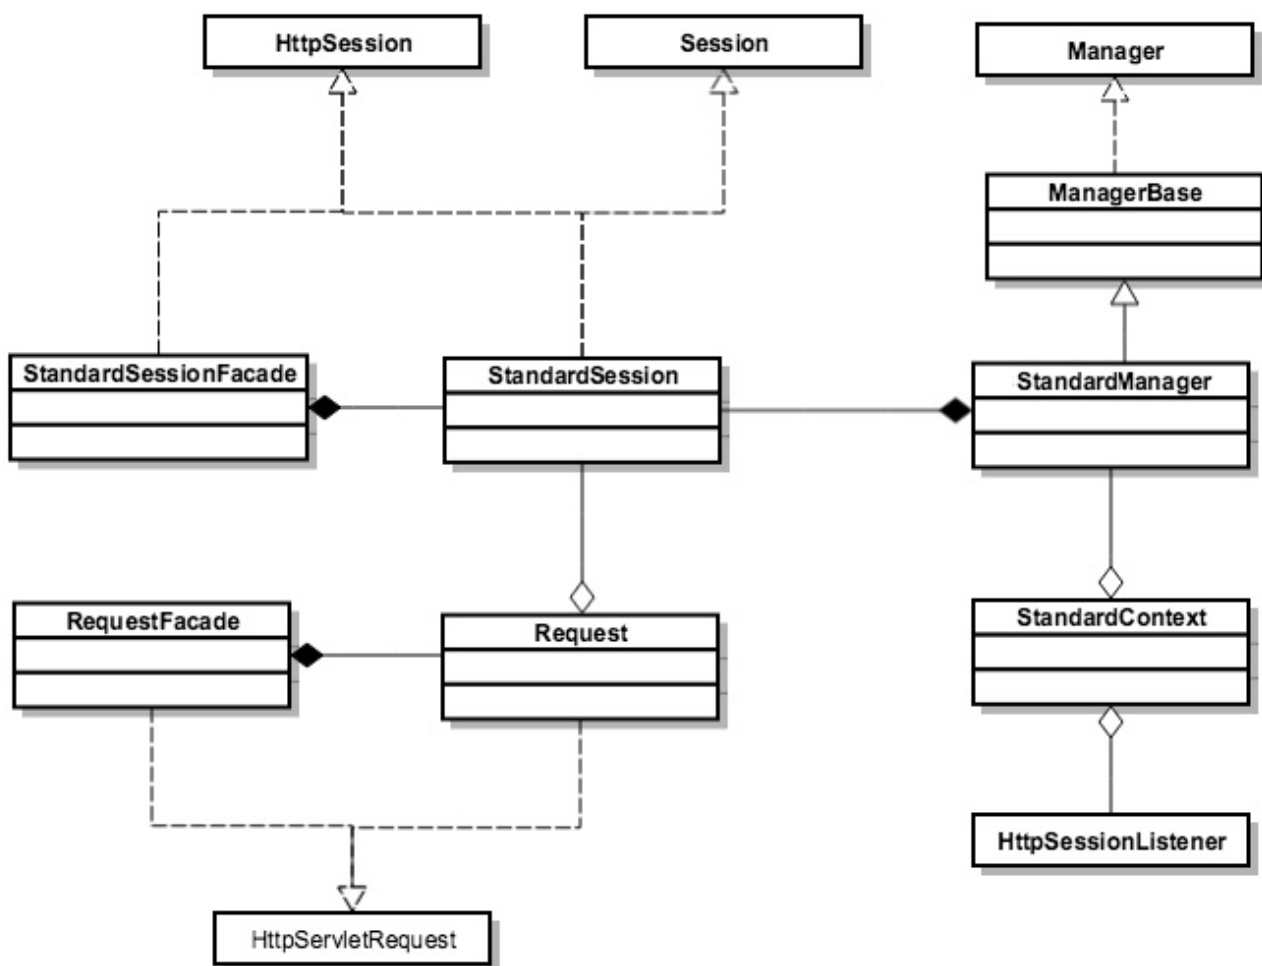 HttpSession
Session
Manager
ManagerBase
StandardSessionFacade
StandardSession
StandardManager
RequestFacade
Request
StandardContext
HttpSessionListener
HttpServletRequest